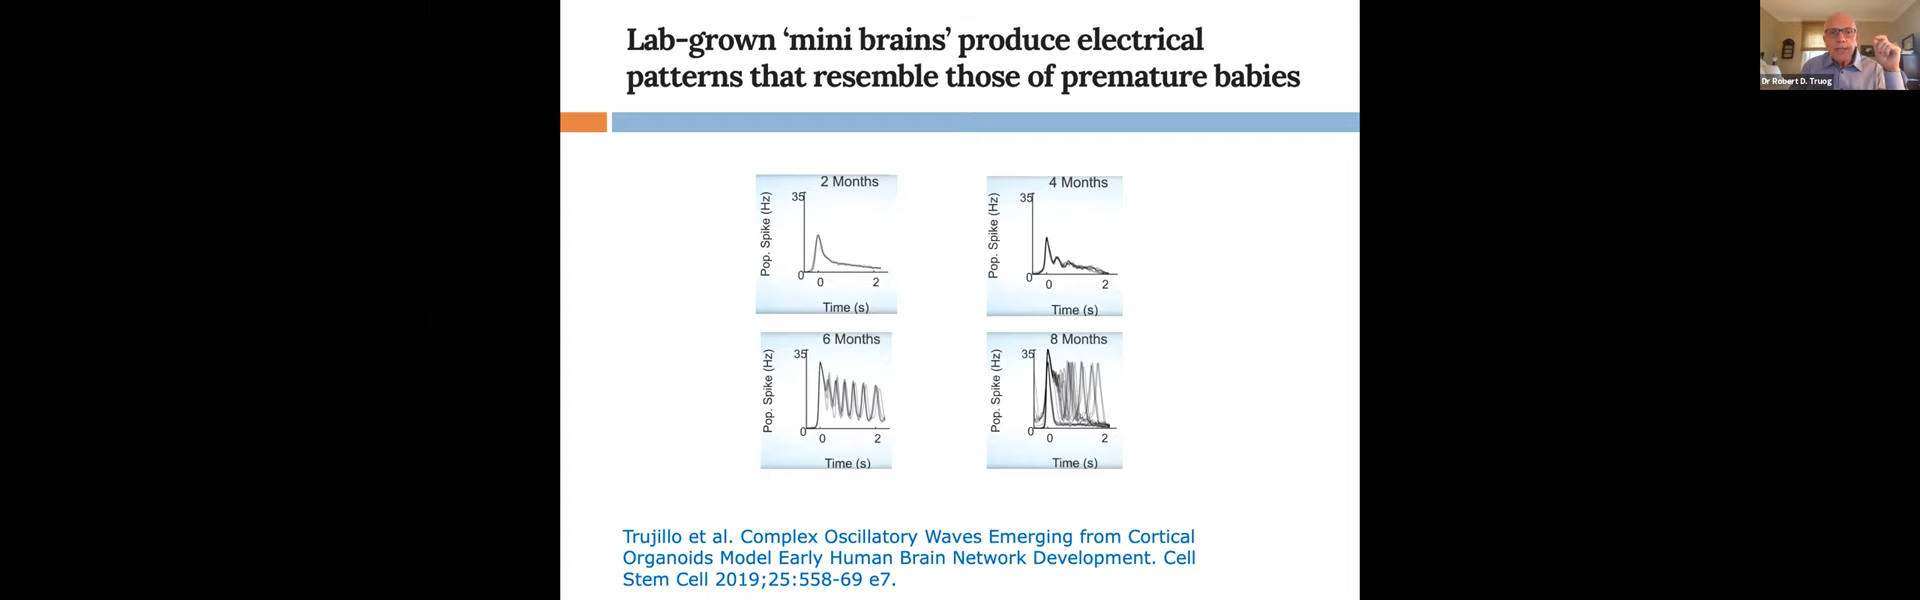 Lab-grown ‘mini brains’ produce electrical
patterns that resemble those of premature babies
Dr Robert D. Truog
2 Months
35
Pop. Spike (Hz)
0
0 2
Time (s)
4 Months
35
Pop. Spike (Hz)
0
0 2
Time (s)
6 Months
35
Pop. Spike (Hz)
0
0 2
Time (s)
8 Months
35
Pop. Spike (Hz)
0
0 2
Time (s)
Trujillo et al. Complex Oscillatory Waves Emerging from Cortical
Organoids Model Early Human Brain Network Development. Cell
Stem Cell 2019;25:558-69 e7.